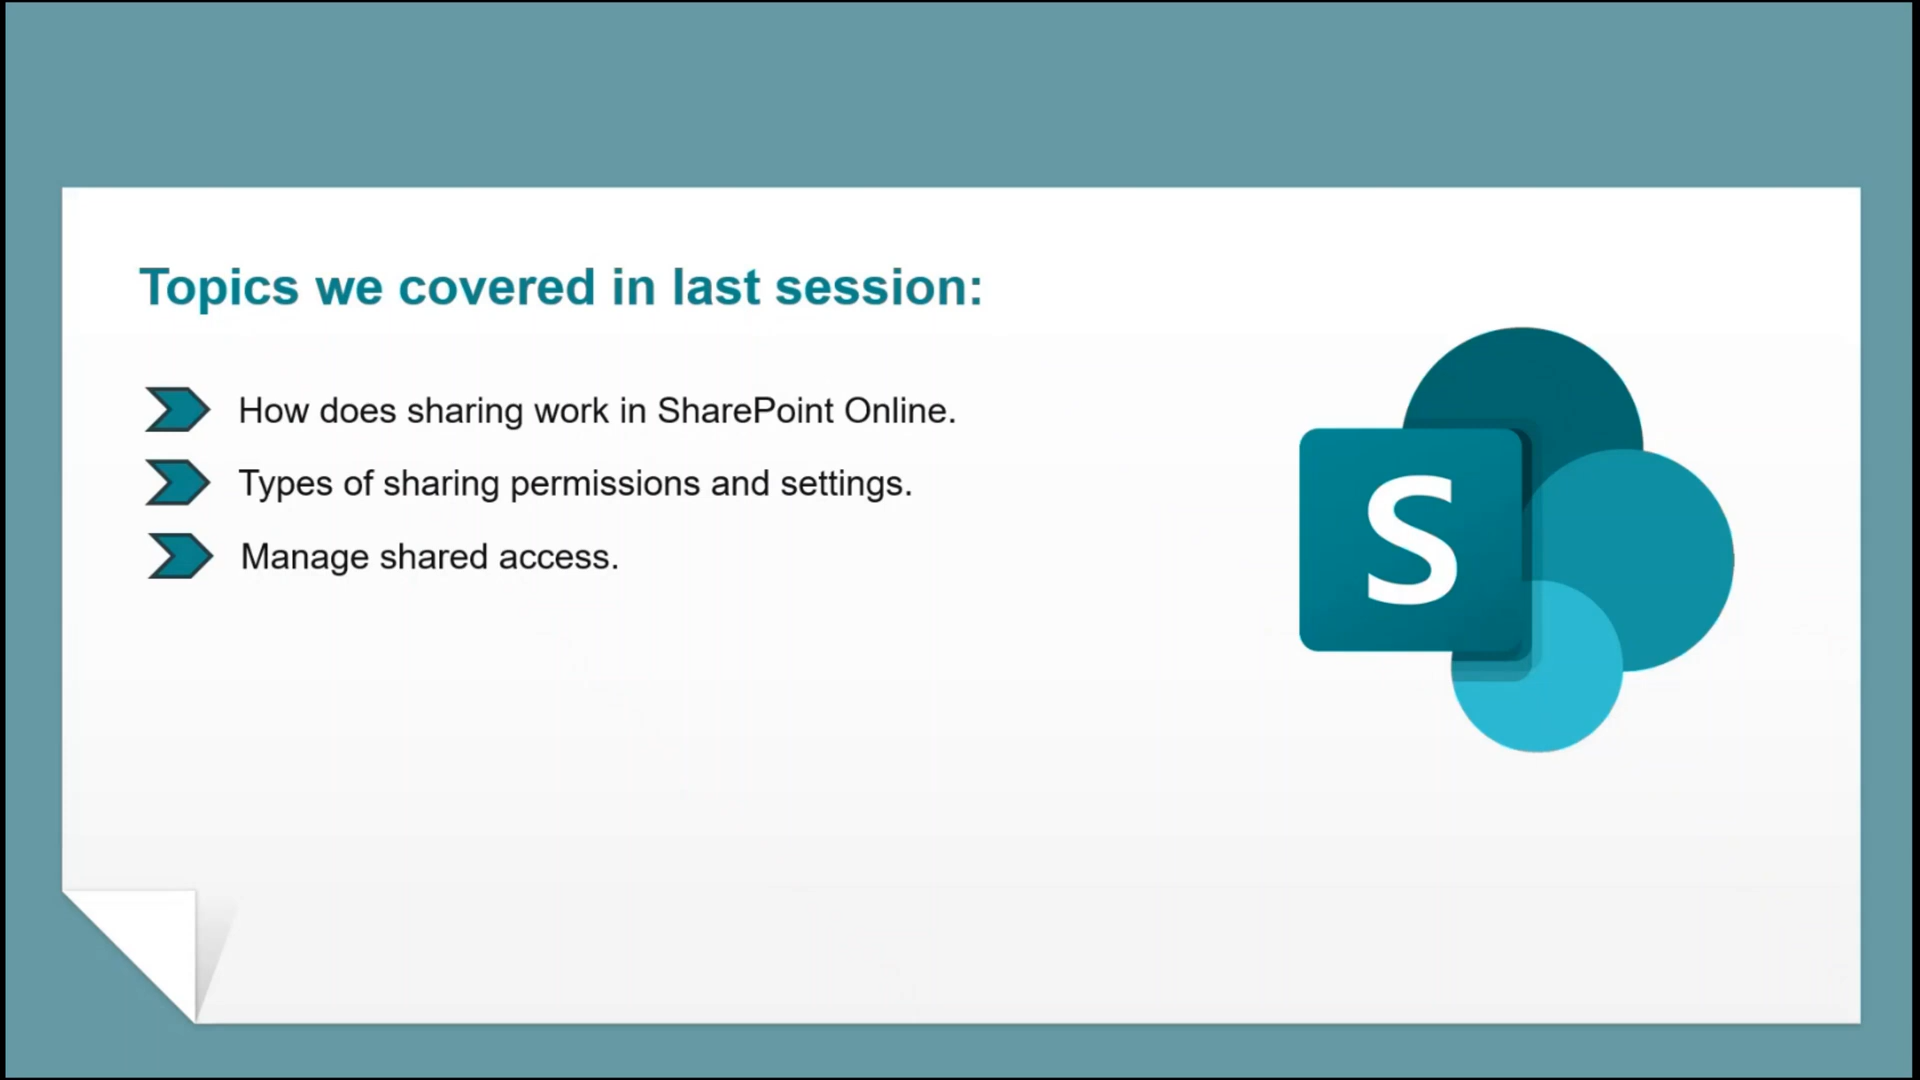 Topics we covered in last session:
How does sharing work in SharePoint Online.
Types of sharing permissions and settings.
Manage shared access.
S